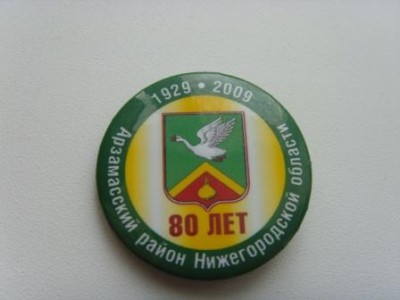 1929 • 2009
Арзамасский район Нижегородской области
80 ЛЕТ